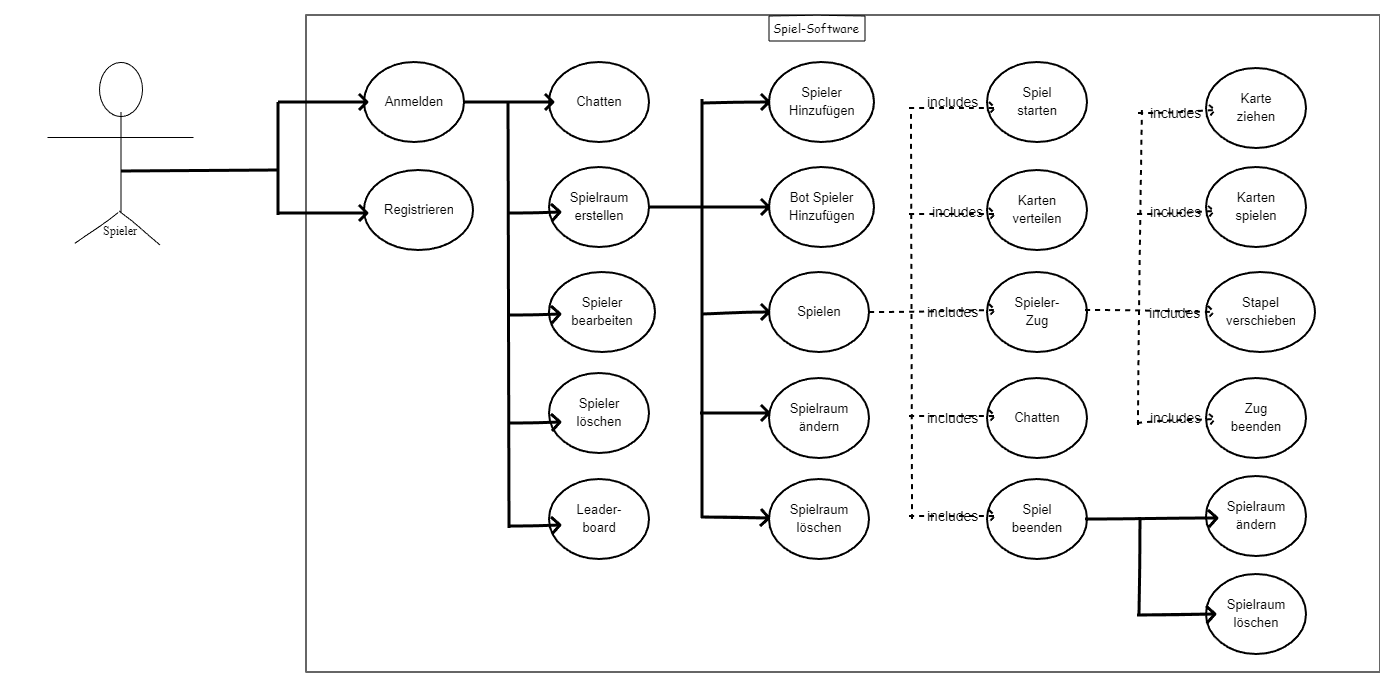 Spiel-Software
Spieler
Anmelden
Registrieren
Chatten
Spielraum
erstellen
Spieler
bearbeiten
Spieler
löschen
Leader-
board
Spieler
Hinzufügen
Bot Spieler
Hinzufügen
Spielen
Spielraum
ändern
Spielraum
löschen
includes
includes
includes
includes
includes
Spiel
starten
Karten
verteilen
Spieler-
Zug
Chatten
Spiel
beenden
includes
includes
includes
includes
Karte
ziehen
Karten
spielen
Stapel
verschieben
Zug
beenden
Spielraum
ändern
Spielraum
löschen